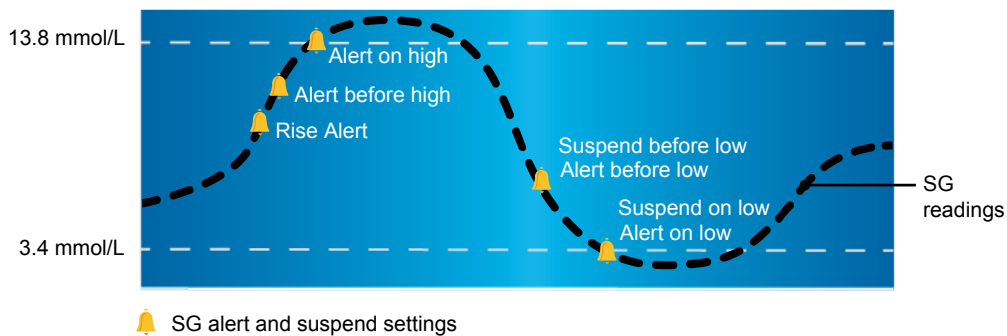 13.8 mmol/L
Alert on high
Alert before high
Rise Alert
Suspend before low
Alert before low
SG
readings
Suspend on low
Alert on low
3.4 mmol/L
SG alert and suspend settings